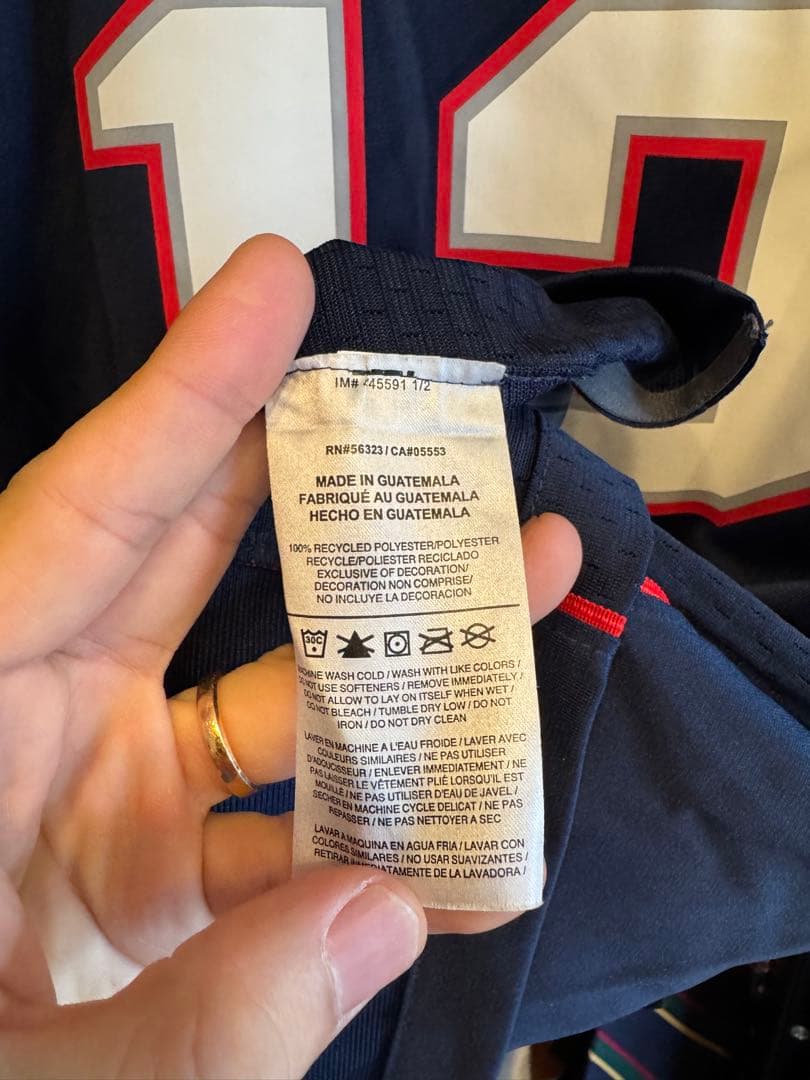 12
IM# 445591 1/2
RN#56323 / CA#05553
MADE IN GUATEMALA
FABRIQUÉ AU GUATEMALA
HECHO EN GUATEMALA
100% RECYCLED POLYESTER/POLYESTER
RECYCLE/POLIESTER RECICLADO
EXCLUSIVE OF DECORATION/
DECORATION NON COMPRISE/
NO INCLUYE LA DECORACION
30C
MACHINE WASH COLD / WASH WITH LIKE COLORS /
DO NOT USE SOFTENERS / REMOVE IMMEDIATELY /
DO NOT ALLOW TO LAY ON ITSELF WHEN WET /
DO NOT BLEACH / TUMBLE DRY LOW / DO NOT
IRON / DO NOT DRY CLEAN
LAVER EN MACHINE A L'EAU FROIDE / LAVER AVEC
COULEURS SIMILAIRES / NE PAS UTILISER
D'ADOUCISSEUR / ENLEVER IMMEDIATEMENT / NE
PAS LAISSER LE VÊTEMENT PLIÉ LORSQU'IL EST
MOUILLÉ / NE PAS UTILISER D'EAU DE JAVEL /
SECHER EN MACHINE CYCLE DELICAT / NE PAS
REPASSER / NE PAS NETTOYER A SEC
LAVAR A MAQUINA EN AGUA FRIA / LAVAR CON
COLORES SIMILARES / NO USAR SUAVIZANTES /
RETIRAR INMEDIATAMENTE DE LA LAVADORA /